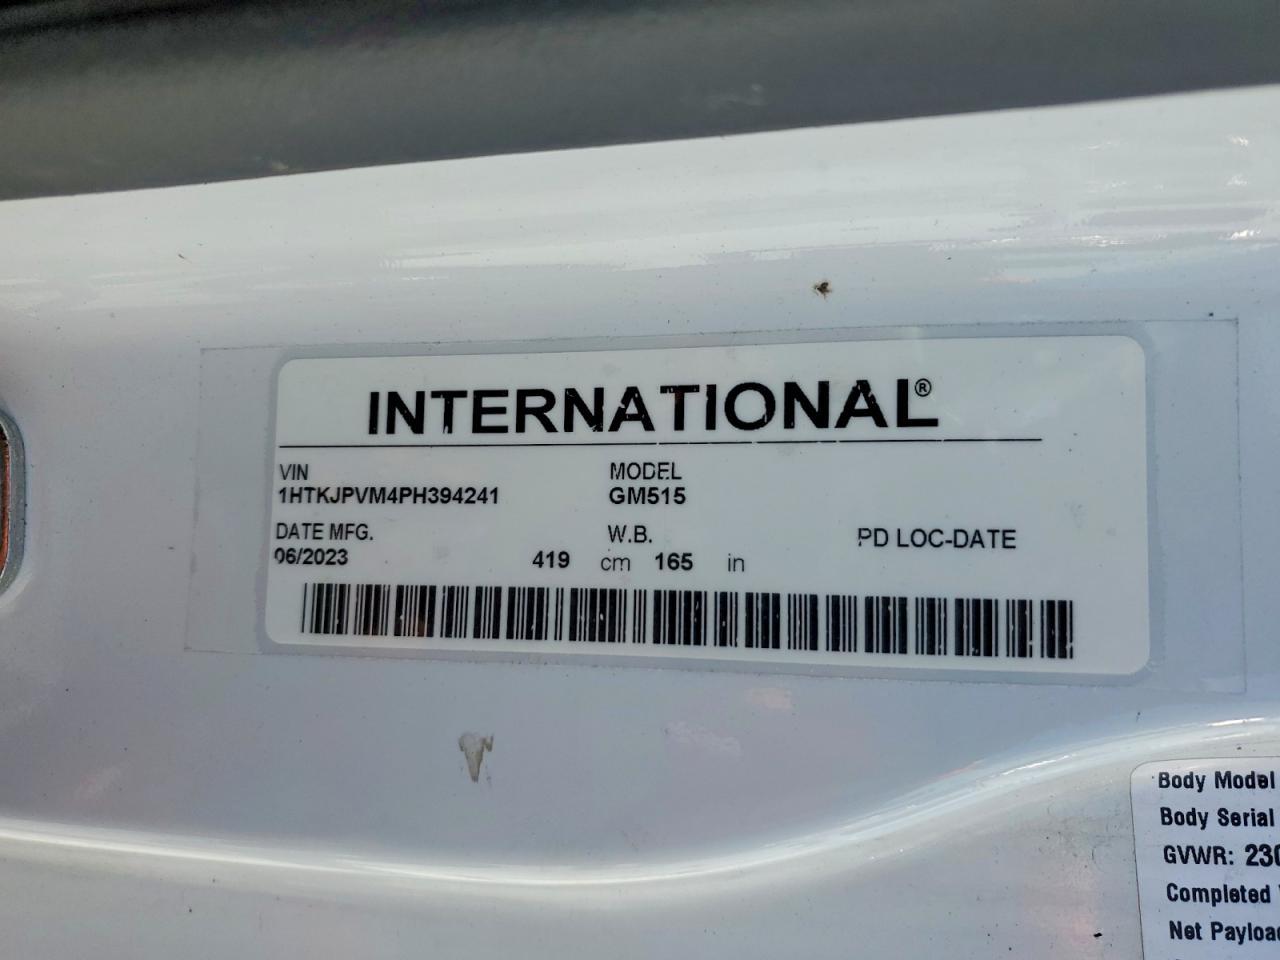 INTERNATIONAL®
VIN MODEL
1HTKJPVM4PH394241 GM515
DATE MFG. W.B. PD LOC-DATE
06/2023 419 cm 165 in
Body Model
Body Serial
GVWR: 230
Completed
Net Payloa